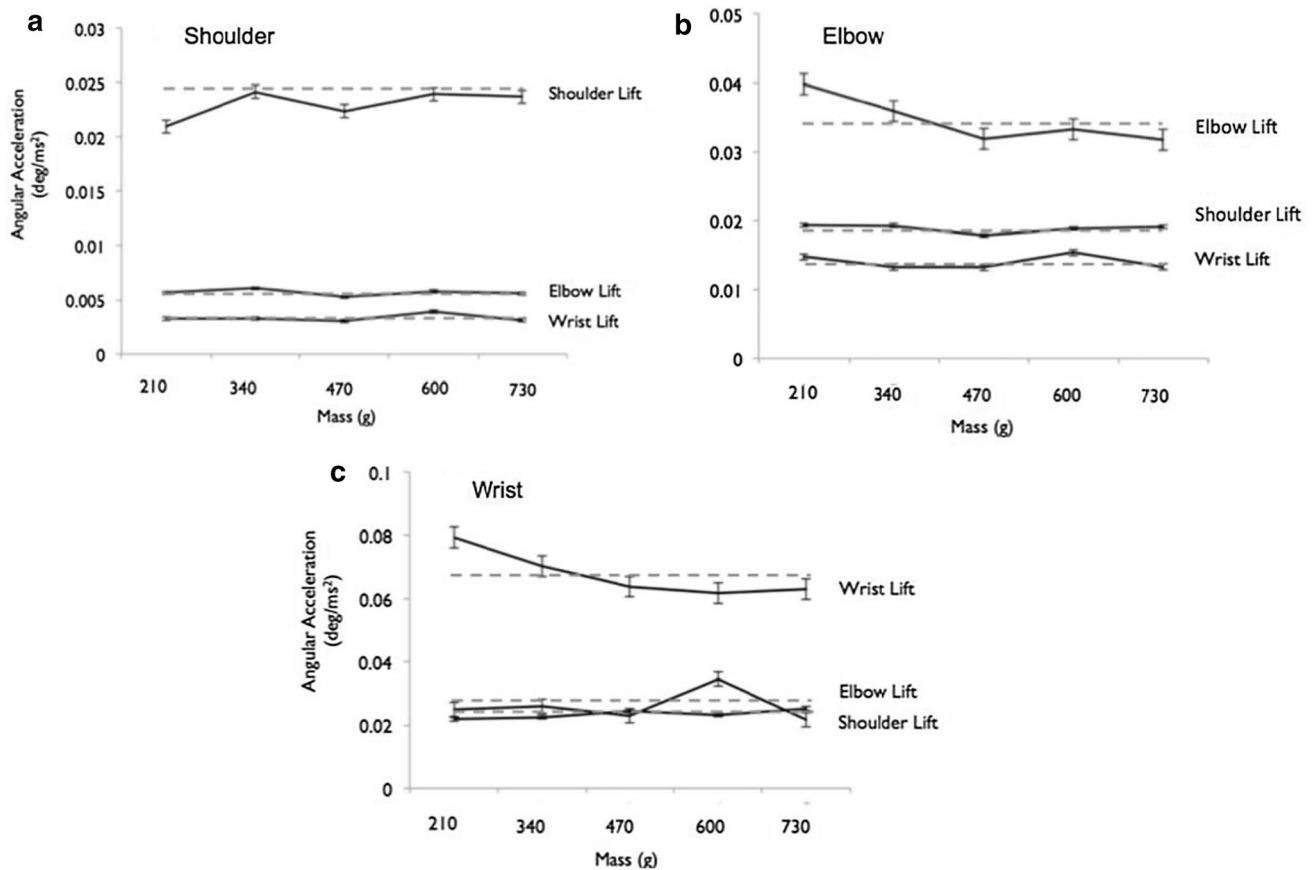 a
Shoulder
Angular Acceleration
(deg/ms²)
0.03
0.025
0.02
0.015
0.01
0.005
0
Shoulder Lift
Elbow Lift
Wrist Lift
210 340 470 600 730
Mass (g)
b
Elbow
0.05
0.04
0.03
0.02
0.01
0
Elbow Lift
Shoulder Lift
Wrist Lift
210 340 470 600 730
Mass (g)
c
Wrist
Angular Acceleration
(deg/ms²)
0.1
0.08
0.06
0.04
0.02
0
Wrist Lift
Elbow Lift
Shoulder Lift
210 340 470 600 730
Mass (g)